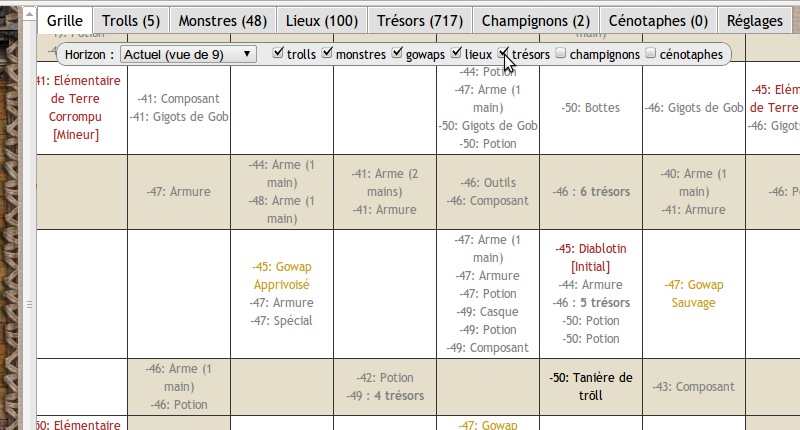 Grille Trolls (5) Monstres (48) Lieux (100) Trésors (717) Champignons (2) Cénotaphes (0) Réglages
Horizon : Actuel (vue de 9) trolls monstres gowaps lieux trésors champignons cénotaphes
41: Elémentaire
de Terre
Corrompu
[Mineur]
-41: Composant
-41: Gigots de Gob
-44: Potion
-47: Arme (1
main)
-50: Gigots de Gob
-50: Potion
-50: Bottes
-46: Gigots de Gob
-45: Elém
de Terre
-46: Gigots
-47: Armure
-44: Arme (1
main)
-48: Arme (1
main)
-41: Arme (2
mains)
-41: Armure
-46: Outils
-46: Composant
-46 : 6 trésors
-40: Arme (1
main)
-41: Armure
-46: Po
-45: Gowap
Apprivoisé
-47: Armure
-47: Spécial
-47: Arme (1
main)
-47: Armure
-47: Potion
-49: Casque
-49: Potion
-49: Composant
-45: Diablotin
[Initial]
-44: Armure
-46 : 5 trésors
-50: Potion
-50: Potion
-47: Gowap
Sauvage
-46: Arme (1
main)
-46: Potion
-42: Potion
-49 : 4 trésors
-50: Tanière de
trõll
-43: Composant
50: Elémentaire
-47: Gowap